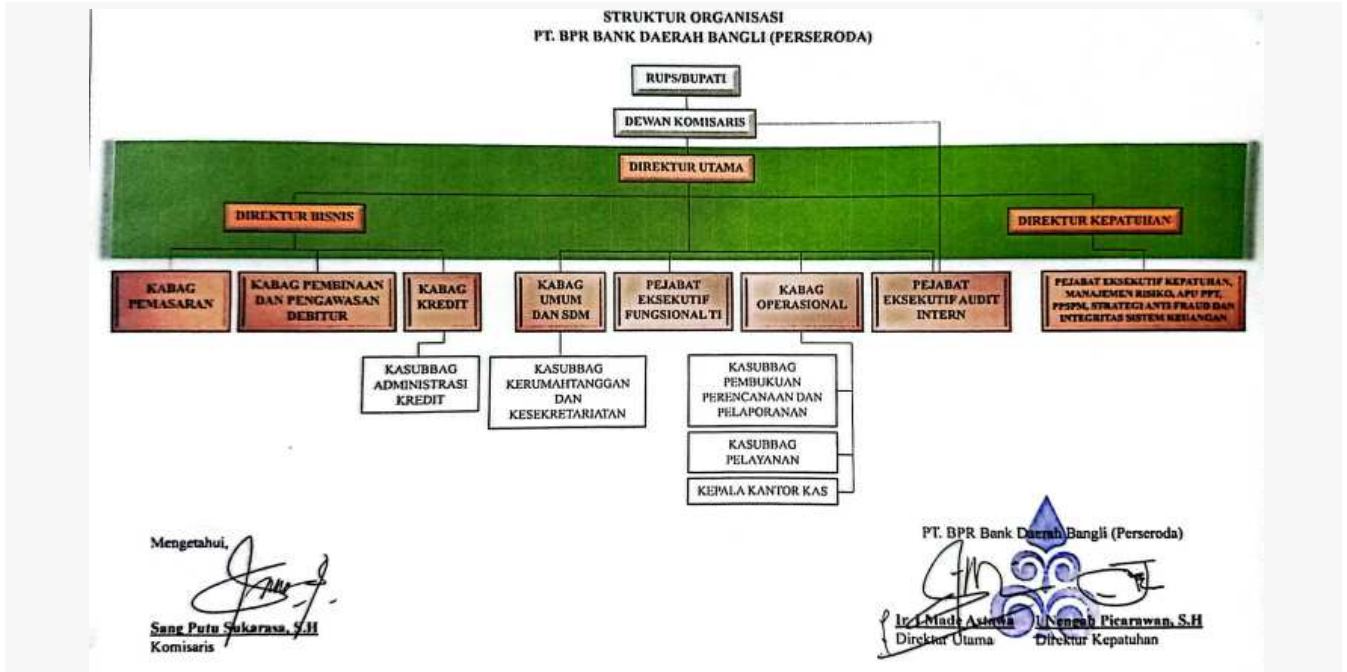 STRUKTUR ORGANISASI
PT. BPR BANK DAERAH BANGLI (PERSERODA)
RUPS/BUPATI
DEWAN KOMISARIS
DIREKTUR UTAMA
DIREKTUR BISNIS
DIREKTUR KEPATUHAN
KABAG
PEMASARAN
KABAG PEMBINAAN
DAN PENGAWASAN
DEBITUR
KABAG
KREDIT
KABAG
UMUM
DAN SDM
PEJABAT
EKSEKUTIF
FUNGSIONAL TI
KABAG
OPERASIONAL
PEJABAT
EKSEKUTIF AUDIT
INTERN
PEJABAT EKSEKUTIF KEPATUHAN,
MANAJEMEN RISIKO, APU PPT,
PPSPM, STRATEGI ANTI FRAUD DAN
INTEGRITAS SISTEM KEUANGAN
KASUBBAG
ADMINISTRASI
KREDIT
KASUBBAG
KERUMAHTANGGAN
DAN
KESEKRETARIATAN
KASUBBAG
PEMBUKUAN
PERENCANAAN DAN
PELAPORANAN
KASUBBAG
PELAYANAN
KEPALA KANTOR KAS
Mengetahui,
Sang Putu Sukarasa, S.H
Komisaris
PT. BPR Bank Daerah Bangli (Perseroda)
Ir. I Made Astawa
Direktur Utama
I Nengah Picarawan, S.H
Direktur Kepatuhan